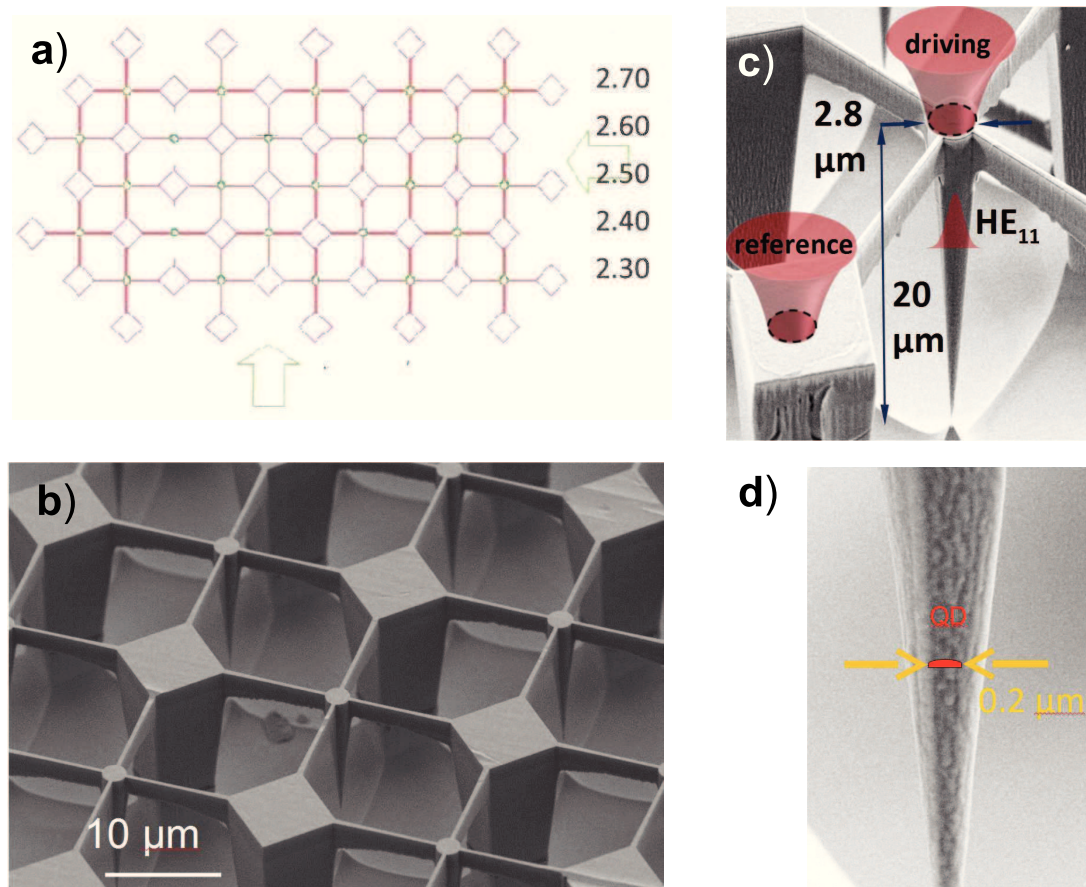 a)
2.70
2.60
2.50
2.40
2.30
b)
10 μm
c)
driving
2.8
μm
HE11
reference
20
μm
d)
QD
0.2 μm